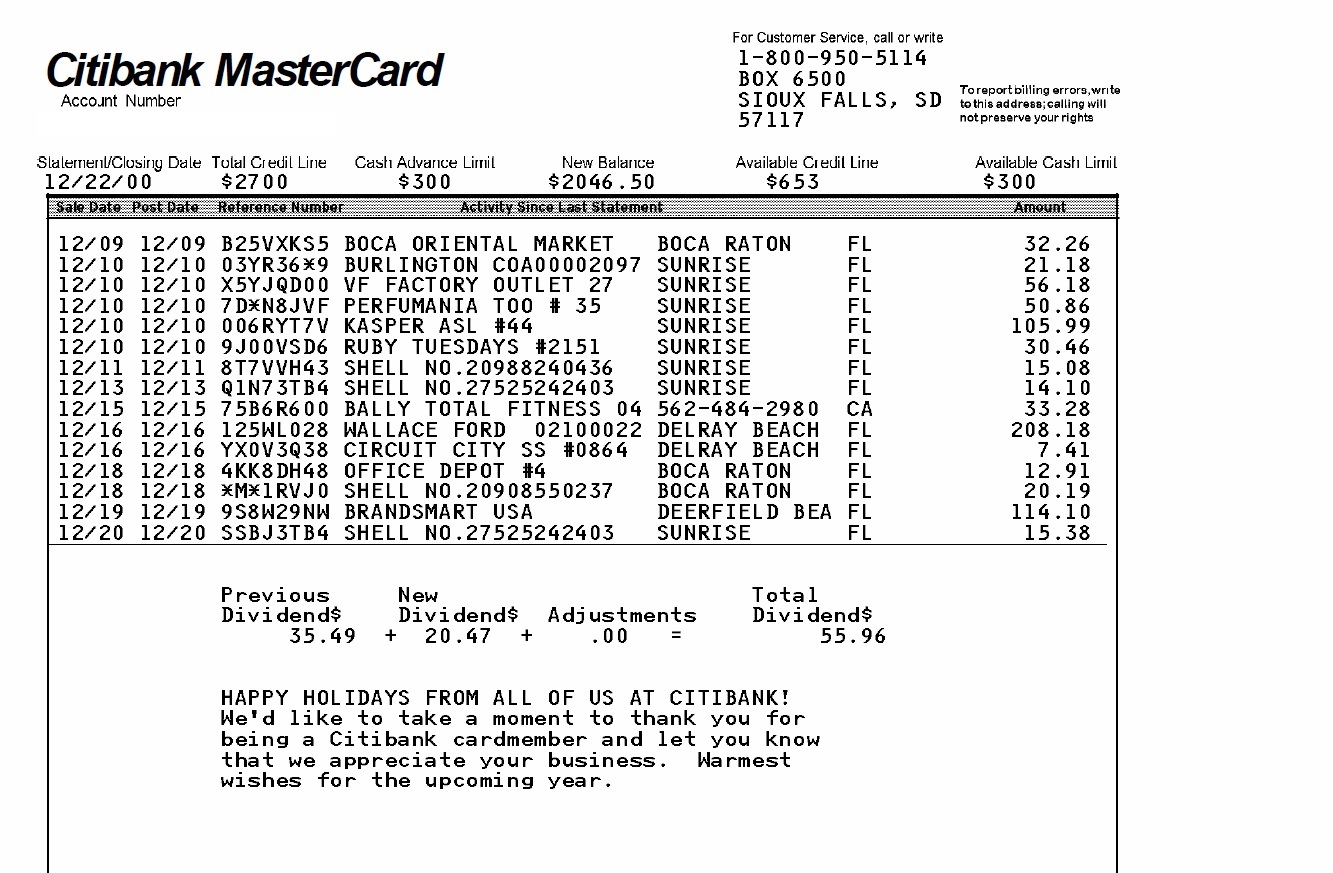 For Customer Service, call or write
Citibank MasterCard
1-800-950-5114
BOX 6500
Account Number
SIOUX FALLS, SD
57117
To report billing errors, write
to this address; calling will
not preserve your rights
Statement/Closing Date Total Credit Line Cash Advance Limit New Balance Available Credit Line Available Cash Limit
12/22/00 $2700 $300 $2046.50 $653 $300
Sale Date Post Date Reference Number Activity Since Last Statement Amount
12/09 12/09 B25VXKS5 BOCA ORIENTAL MARKET BOCA RATON FL 32.26
12/10 12/10 03YR36*9 BURLINGTON COA00002097 SUNRISE FL 21.18
12/10 12/10 X5YJQD00 VF FACTORY OUTLET 27 SUNRISE FL 56.18
12/10 12/10 7D*N8JVF PERFUMANIA TOO # 35 SUNRISE FL 50.86
12/10 12/10 006RYT7V KASPER ASL #44 SUNRISE FL 105.99
12/10 12/10 9J00VSD6 RUBY TUESDAYS #2151 SUNRISE FL 30.46
12/11 12/11 8T7VVH43 SHELL NO.20988240436 SUNRISE FL 15.08
12/13 12/13 Q1N73TB4 SHELL NO.27525242403 SUNRISE FL 14.10
12/15 12/15 75B6R600 BALLY TOTAL FITNESS 04 562-484-2980 CA 33.28
12/16 12/16 125WL028 WALLACE FORD 02100022 DELRAY BEACH FL 208.18
12/16 12/16 YX0V3Q38 CIRCUIT CITY SS #0864 DELRAY BEACH FL 7.41
12/18 12/18 4KK8DH48 OFFICE DEPOT #4 BOCA RATON FL 12.91
12/18 12/18 *M*1RVJ0 SHELL NO.20908550237 BOCA RATON FL 20.19
12/19 12/19 9S8W29NW BRANDSMART USA DEERFIELD BEA FL 114.10
12/20 12/20 SSBJ3TB4 SHELL NO.27525242403 SUNRISE FL 15.38
Previous New Total
Dividend$ Dividend$ Adjustments Dividend$
35.49 + 20.47 + .00 = 55.96
HAPPY HOLIDAYS FROM ALL OF US AT CITIBANK!
We'd like to take a moment to thank you for
being a Citibank cardmember and let you know
that we appreciate your business. Warmest
wishes for the upcoming year.